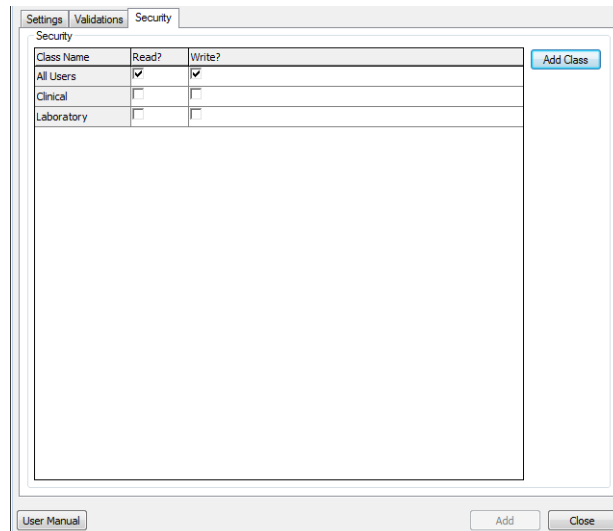 Settings Validations Security
Security
Class Name Read? Write?
Add Class
All Users
Clinical
Laboratory
User Manual Add Close